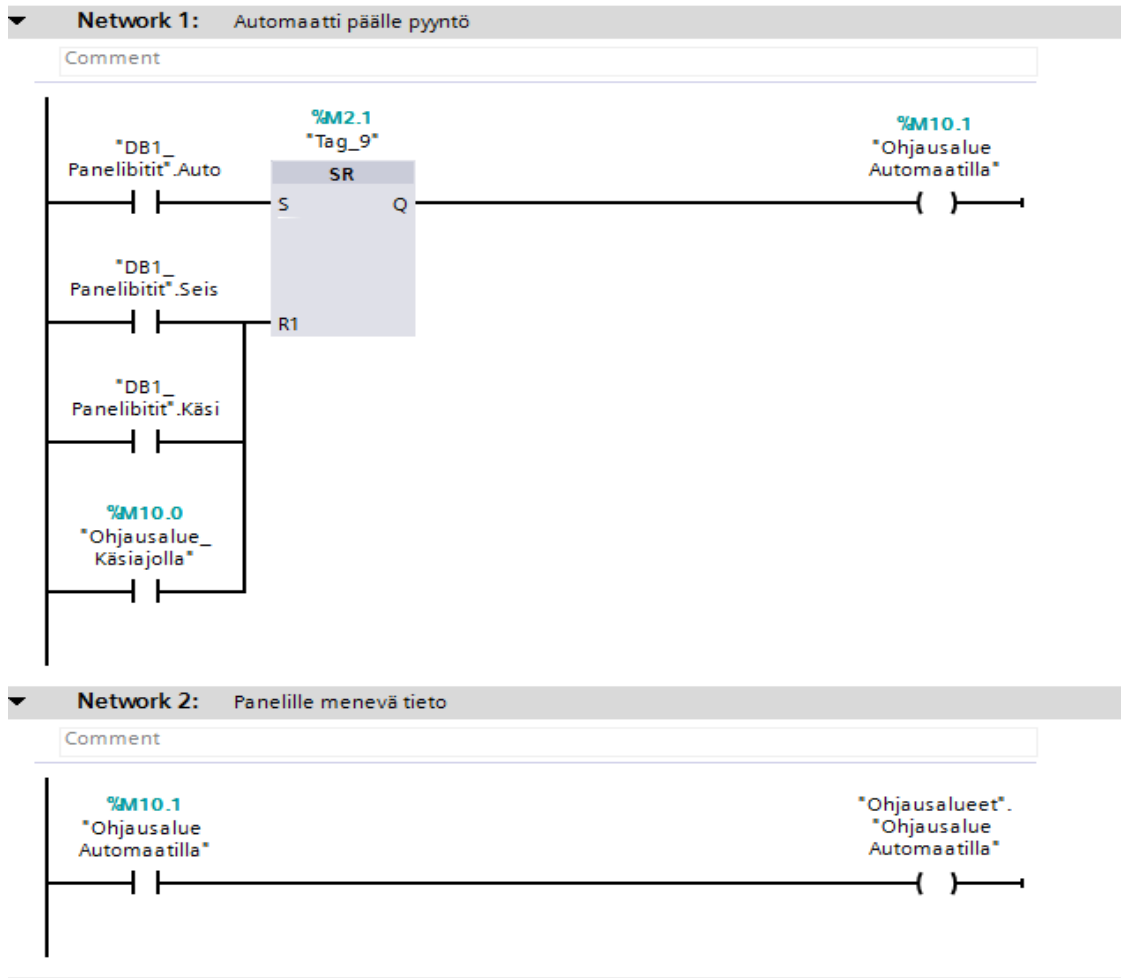 Network 1: Automaatti päälle pyyntö
Comment
%M2.1
"Tag_9"
%M10.1
"Ohjausalue
Automaatilla"
"DB1_
Panelibitit".Auto
SR
S Q
"DB1_
Panelibitit".Seis
R1
"DB1_
Panelibitit".Käsi
%M10.0
"Ohjausalue_
Käsiajolla"
Network 2: Panelille menevä tieto
Comment
%M10.1
"Ohjausalue
Automaatilla"
"Ohjausalueet".
"Ohjausalue
Automaatilla"